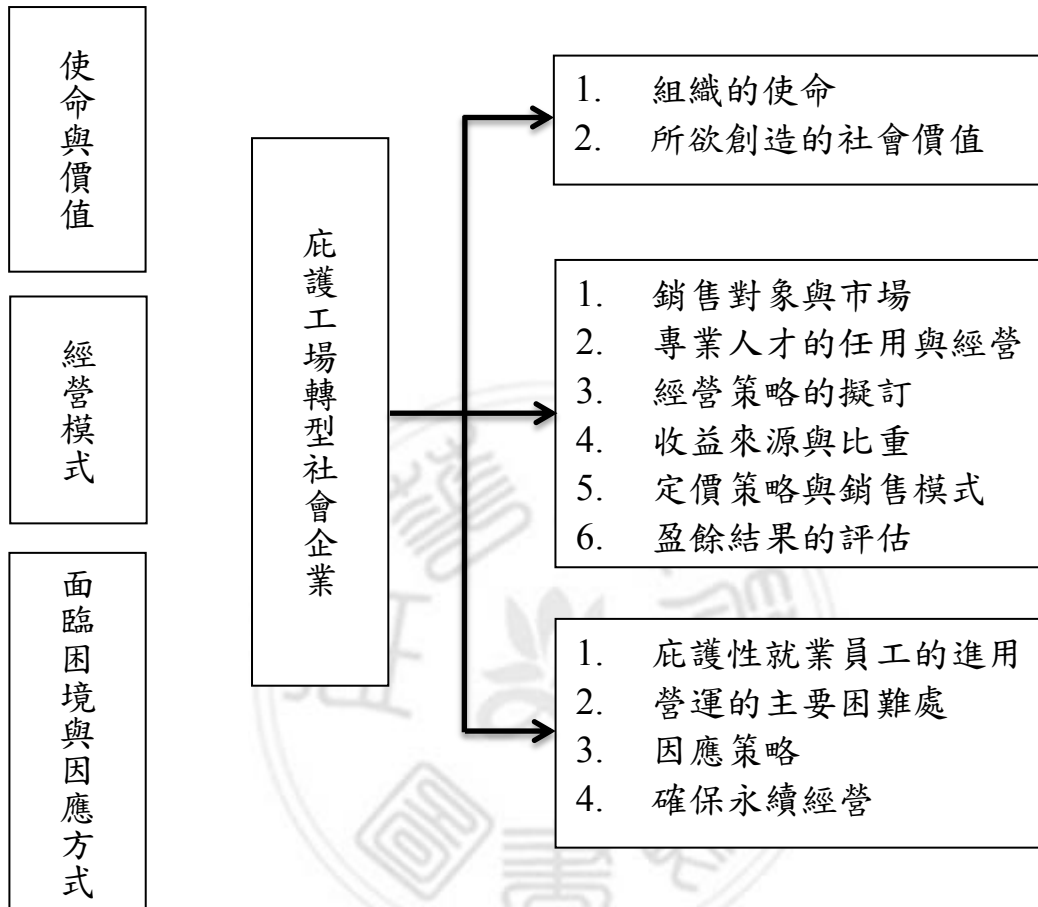 使命與價值
經營模式
面臨困境與因應方式
庇護工場轉型社會企業
1. 組織的使命
2. 所欲創造的社會價值
1. 銷售對象與市場
2. 專業人才的任用與經營
3. 經營策略的擬訂
4. 收益來源與比重
5. 定價策略與銷售模式
6. 盈餘結果的評估
1. 庇護性就業員工的進用
2. 營運的主要困難處
3. 因應策略
4. 確保永續經營